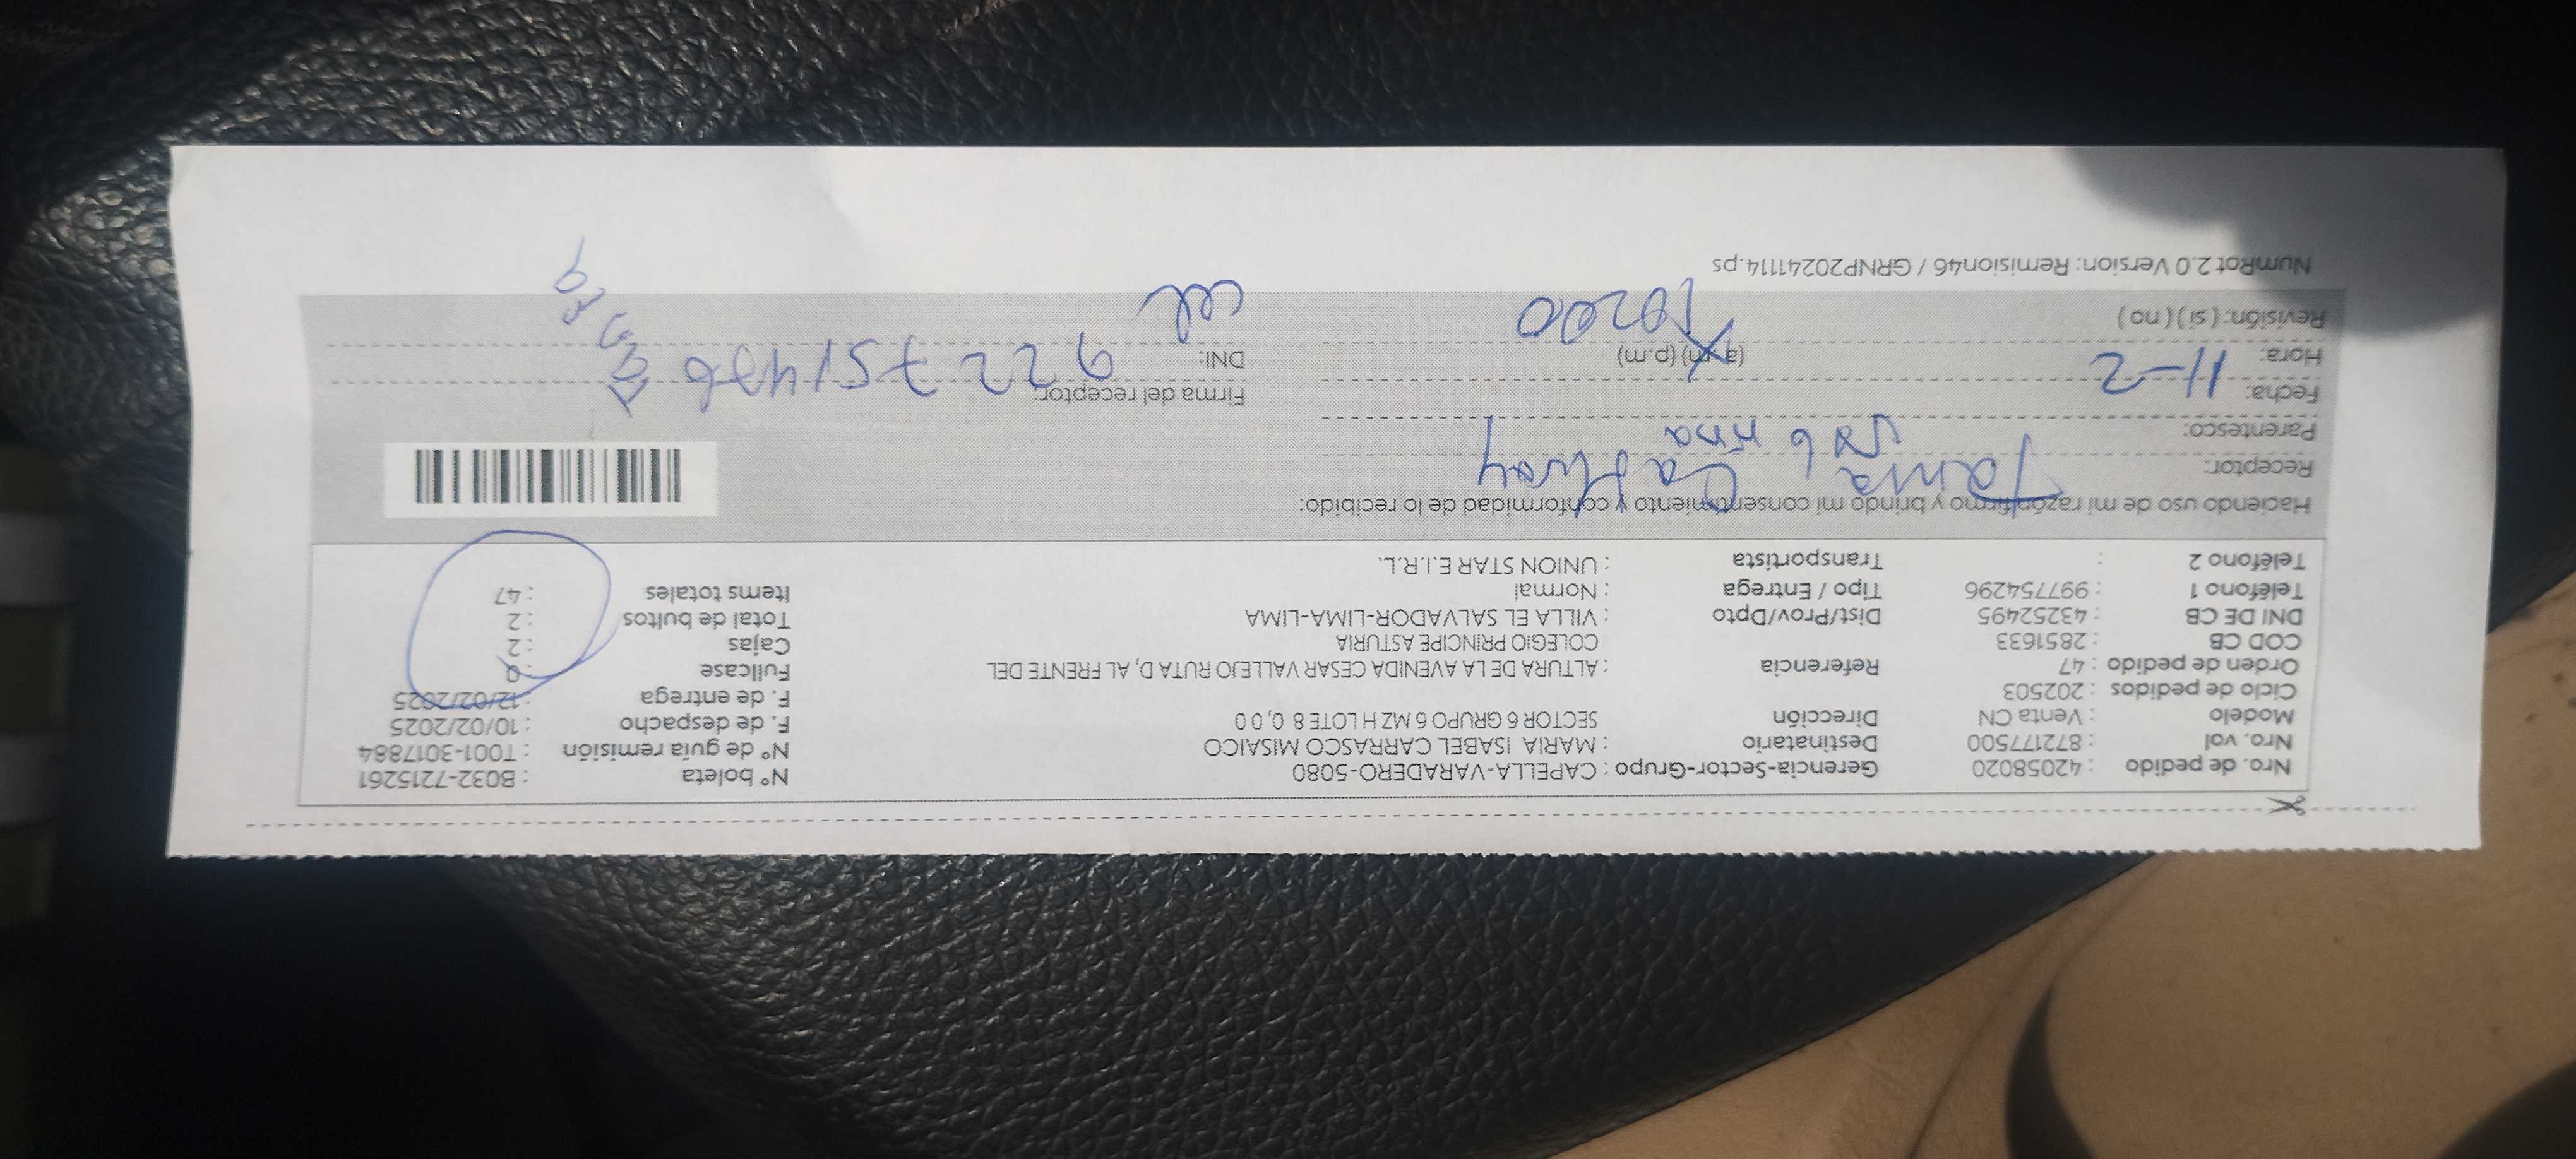 Nro. de pedido : 42058020 Gerencia-Sector-Grupo : CAPELLA-VARADERO-5080 N° boleta : B032-7215261
Nro. vol : 872177500 Destinatario : MARIA ISABEL CARRASCO MISAICO N° de guía remisión : T001-3017884
Modelo : Venta CN Dirección SECTOR 6 GRUPO 6 MZ H LOTE 8 0, 0 0 F. de despacho : 10/02/2025
Ciclo de pedidos : 202503 F. de entrega : 12/02/2025
Orden de pedido : 47 Referencia : ALTURA DE LA AVENIDA CESAR VALLEJO RUTA D, AL FRENTE DEL Fullcase : 0
COD CB : 2851633 COLEGIO PRINCIPE ASTURIA Cajas : 2
DNI DE CB : 43252495 Dist/Prov/Dpto : VILLA EL SALVADOR-LIMA-LIMA Total de bultos : 2
Teléfono 1 : 997754296 Tipo / Entrega : Normal Items totales : 47
Teléfono 2 : Transportista : UNION STAR E.I.R.L.
Haciendo uso de mi razón firmo y brindo mi consentimiento y conformidad de lo recibido:
Receptor:
Parentesco: sobrina
Fecha: 11-2 Firma del receptor:
Hora: (a.m) (p.m) DNI:
Revisión: ( si ) ( no ) cel
NumRot 2.0 Version: Remision46 / GRNP20241114.ps